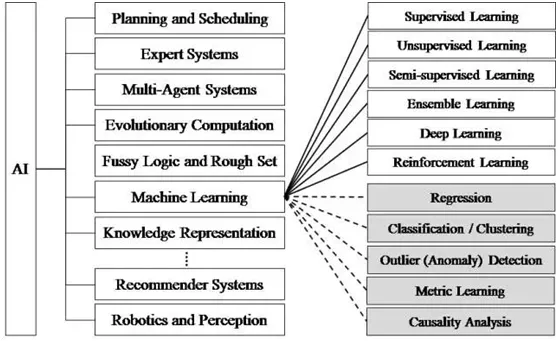 AI
Planning and Scheduling
Expert Systems
Multi-Agent Systems
Evolutionary Computation
Fussy Logic and Rough Set
Machine Learning
Knowledge Representation
Recommender Systems
Robotics and Perception
Supervised Learning
Unsupervised Learning
Semi-supervised Learning
Ensemble Learning
Deep Learning
Reinforcement Learning
Regression
Classification / Clustering
Outlier (Anomaly) Detection
Metric Learning
Causality Analysis